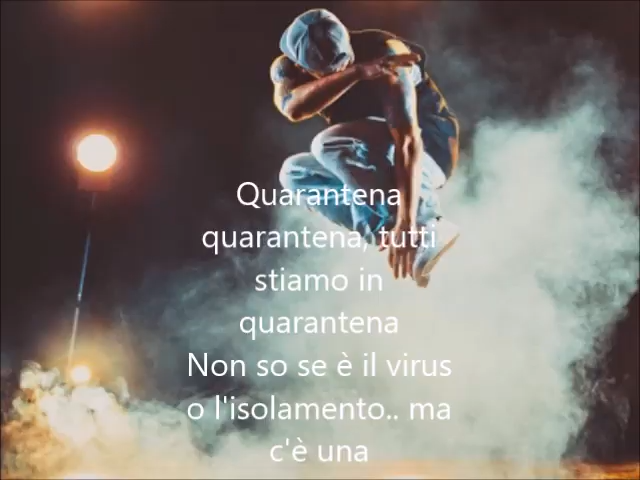 Quarantena
quarantena, tutti
stiamo in
quarantena
Non so se è il virus
o l'isolamento.. ma
c'è una